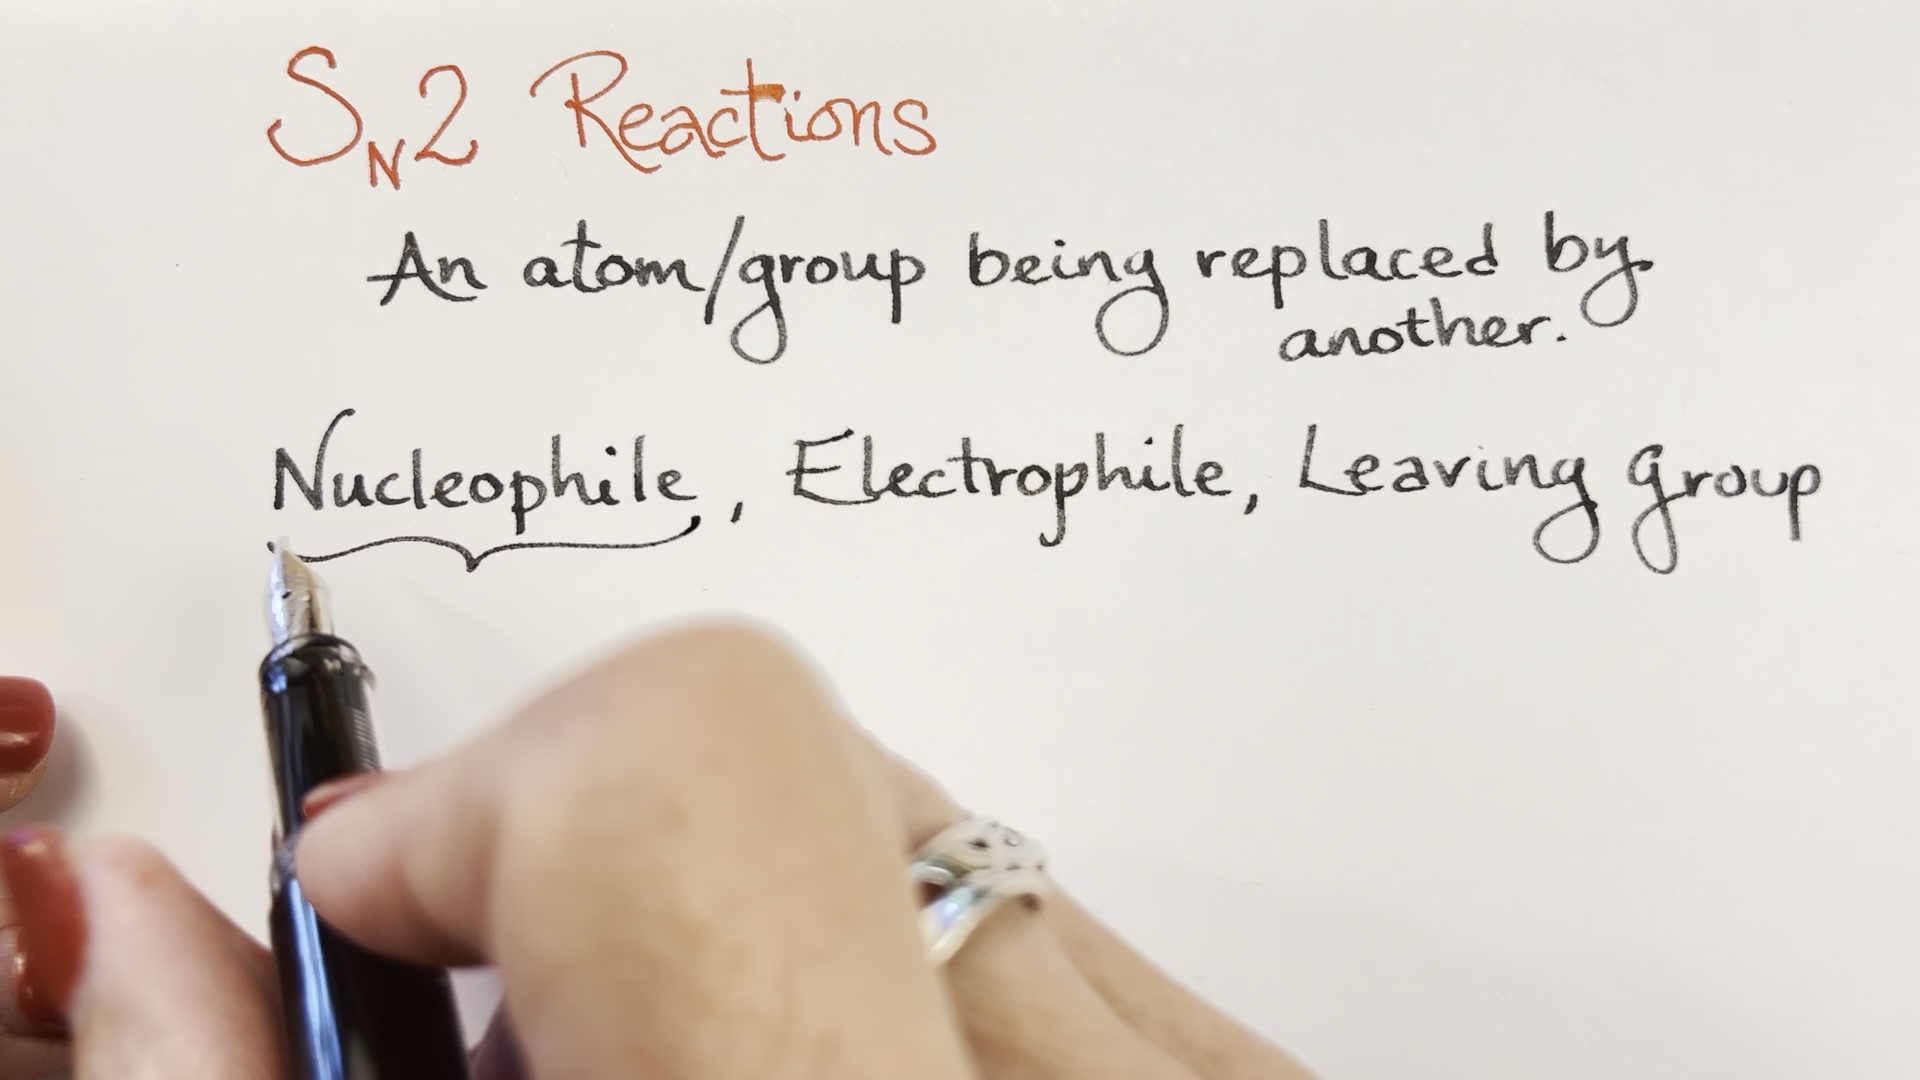 SN2 Reactions
An atom/group being replaced by
another.
Nucleophile, Electrophile, Leaving group